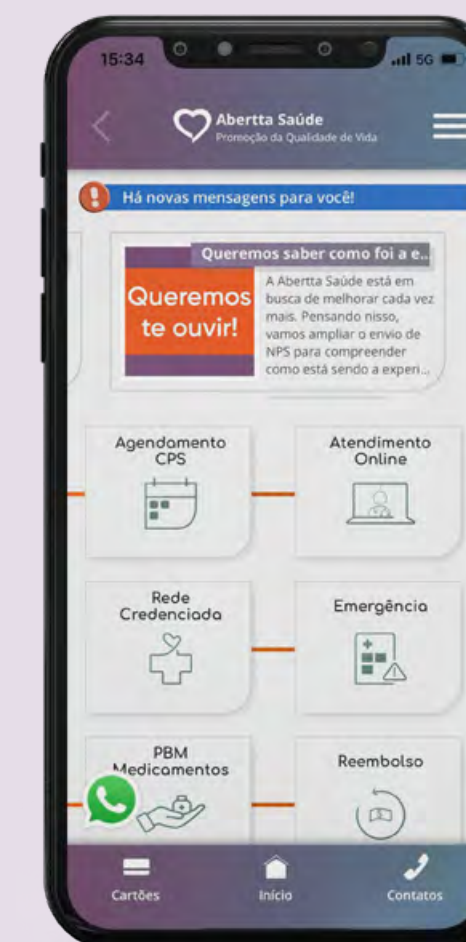 15:34
5G
Abertta Saúde
Promoção da Qualidade de Vida
Há novas mensagens para você!
Queremos saber como foi a e...
Queremos
te ouvir!
A Abertta Saúde está em
busca de melhorar cada vez
mais. Pensando nisso,
vamos ampliar o envio de
NPS para compreender
como está sendo a experi...
Agendamento
CPS
Atendimento
Online
Rede
Credenciada
Emergência
PBM
Medicamentos
Reembolso
Cartões
Início
Contatos